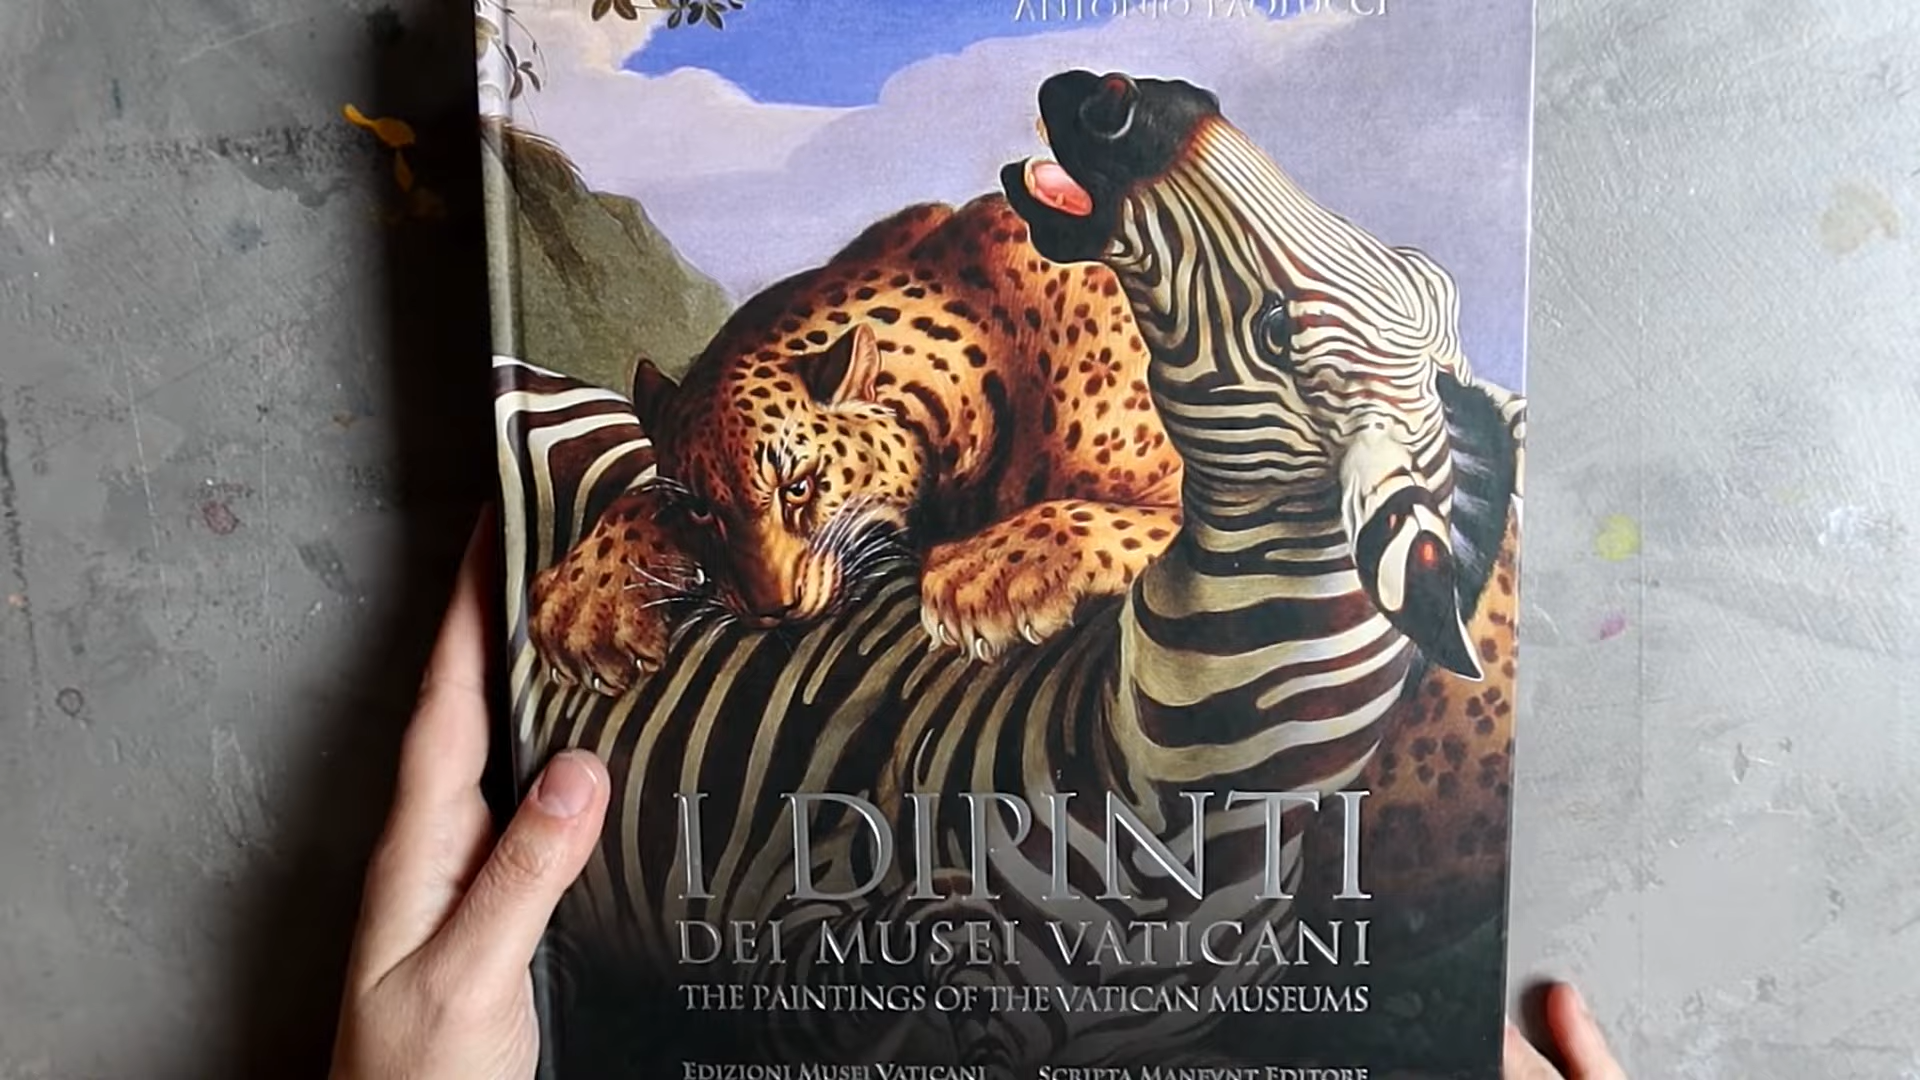 ANTONIO PAOLUCCI
I DIPINTI
DEI MUSEI VATICANI
THE PAINTINGS OF THE VATICAN MUSEUMS
EDIZIONI MUSEI VATICANI SCRIPTA MANEVNT EDITORE